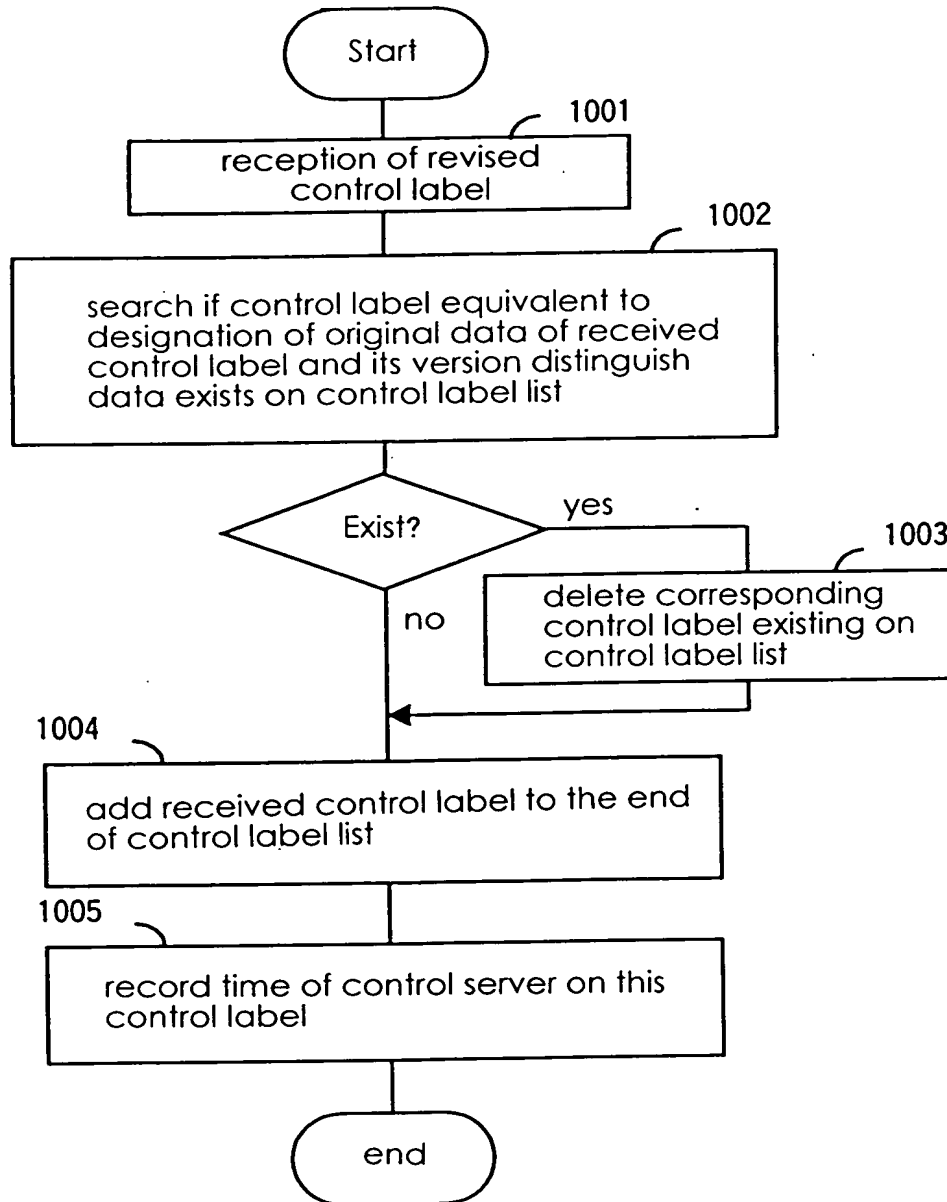 Start
1001
reception of revised
control label
1002
search if control label equivalent to
designation of original data of received
control label and its version distinguish
data exists on control label list
Exist?
yes
no
1003
delete corresponding
control label existing on
control label list
1004
add received control label to the end
of control label list
1005
record time of control server on this
control label
end